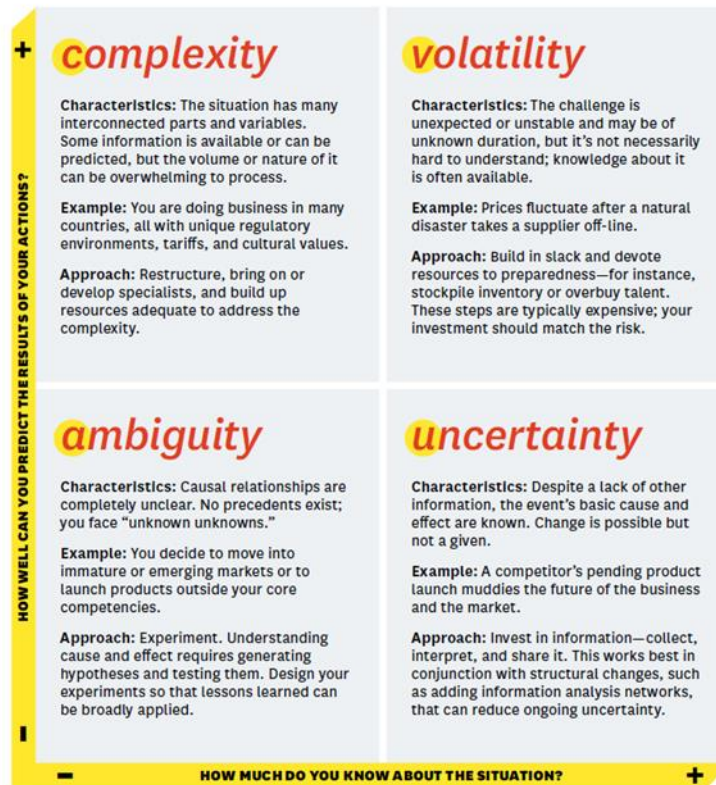 +
complexity
Characteristics: The situation has many
interconnected parts and variables.
Some information is available or can be
predicted, but the volume or nature of it
can be overwhelming to process.
Example: You are doing business in many
countries, all with unique regulatory
environments, tariffs, and cultural values.
Approach: Restructure, bring on or
develop specialists, and build up
resources adequate to address the
complexity.
volatility
Characteristics: The challenge is
unexpected or unstable and may be of
unknown duration, but it's not necessarily
hard to understand; knowledge about it
is often available.
Example: Prices fluctuate after a natural
disaster takes a supplier off-line.
Approach: Build in slack and devote
resources to preparedness—for instance,
stockpile inventory or overbuy talent.
These steps are typically expensive; your
investment should match the risk.
HOW WELL CAN YOU PREDICT THE RESULTS OF YOUR ACTIONS?
ambiguity
Characteristics: Causal relationships are
completely unclear. No precedents exist;
you face “unknown unknowns.”
Example: You decide to move into
immature or emerging markets or to
launch products outside your core
competencies.
Approach: Experiment. Understanding
cause and effect requires generating
hypotheses and testing them. Design your
experiments so that lessons learned can
be broadly applied.
uncertainty
Characteristics: Despite a lack of other
information, the event's basic cause and
effect are known. Change is possible but
not a given.
Example: A competitor's pending product
launch muddies the future of the business
and the market.
Approach: Invest in information—collect,
interpret, and share it. This works best in
conjunction with structural changes, such
as adding information analysis networks,
that can reduce ongoing uncertainty.
–
– HOW MUCH DO YOU KNOW ABOUT THE SITUATION? +